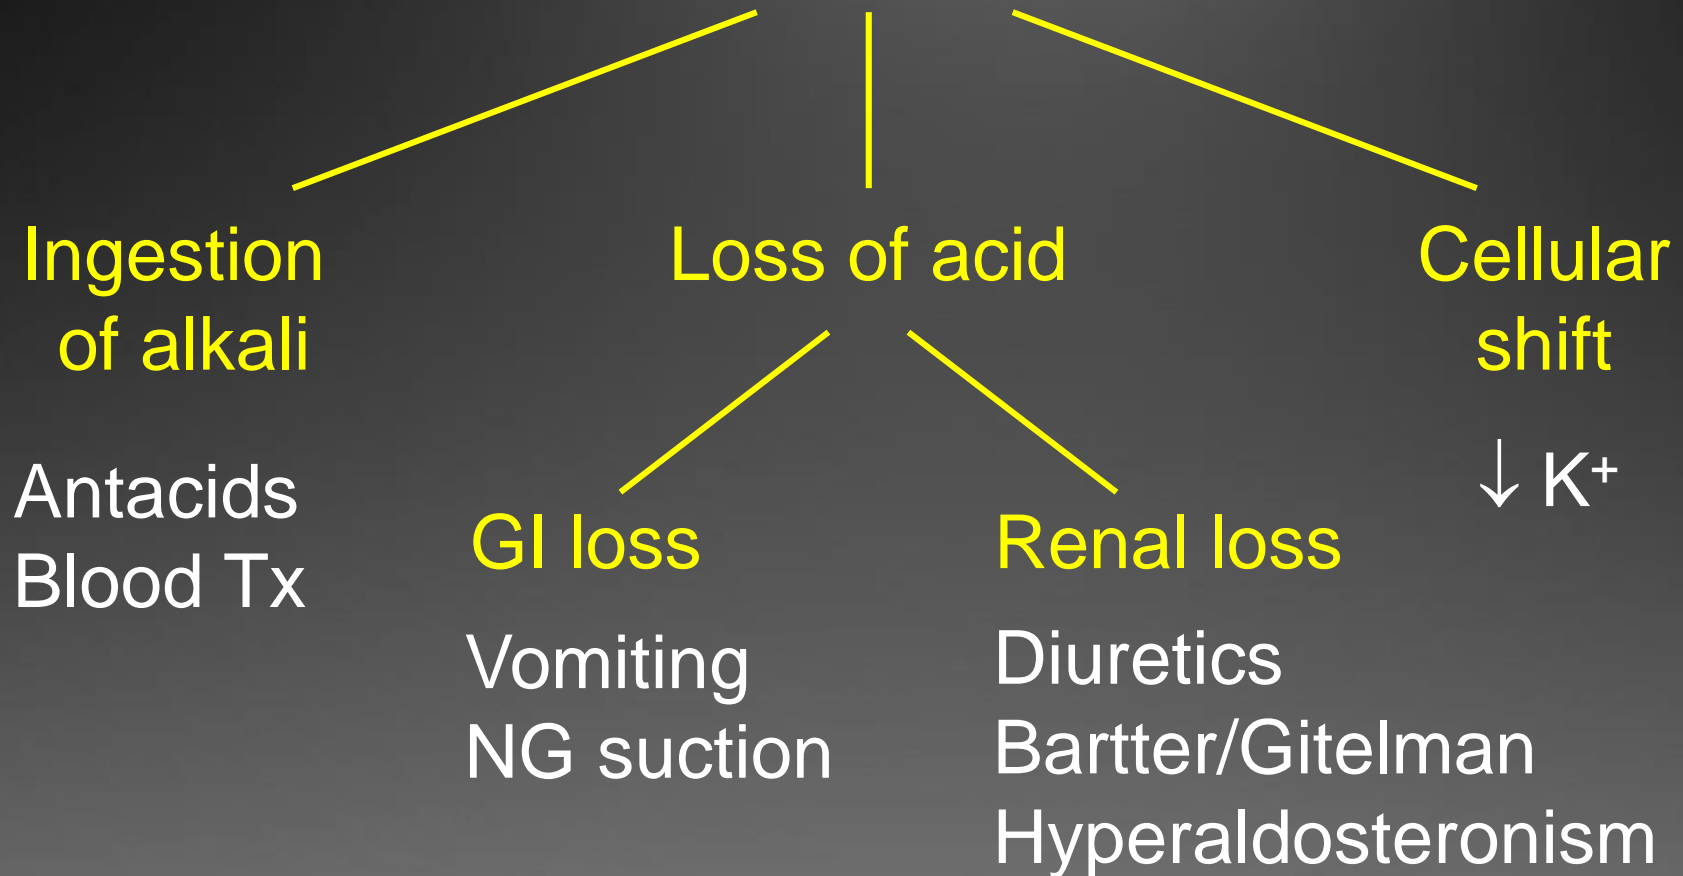 Ingestion
of alkali
Antacids
Blood Tx
Loss of acid
GI loss
Vomiting
NG suction
Renal loss
Diuretics
Bartter/Gitelman
Hyperaldosteronism
Cellular
shift
↓ K⁺